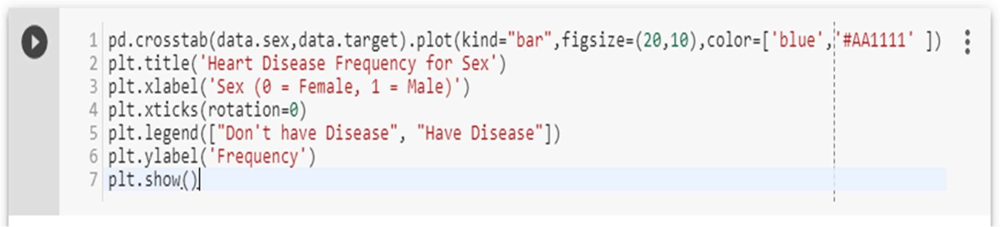 1 pd.crosstab(data.sex,data.target).plot(kind="bar",figsize=(20,10),color=['blue','#AA1111' ])
2 plt.title('Heart Disease Frequency for Sex')
3 plt.xlabel('Sex (0 = Female, 1 = Male)')
4 plt.xticks(rotation=0)
5 plt.legend(["Don't have Disease", "Have Disease"])
6 plt.ylabel('Frequency')
7 plt.show()